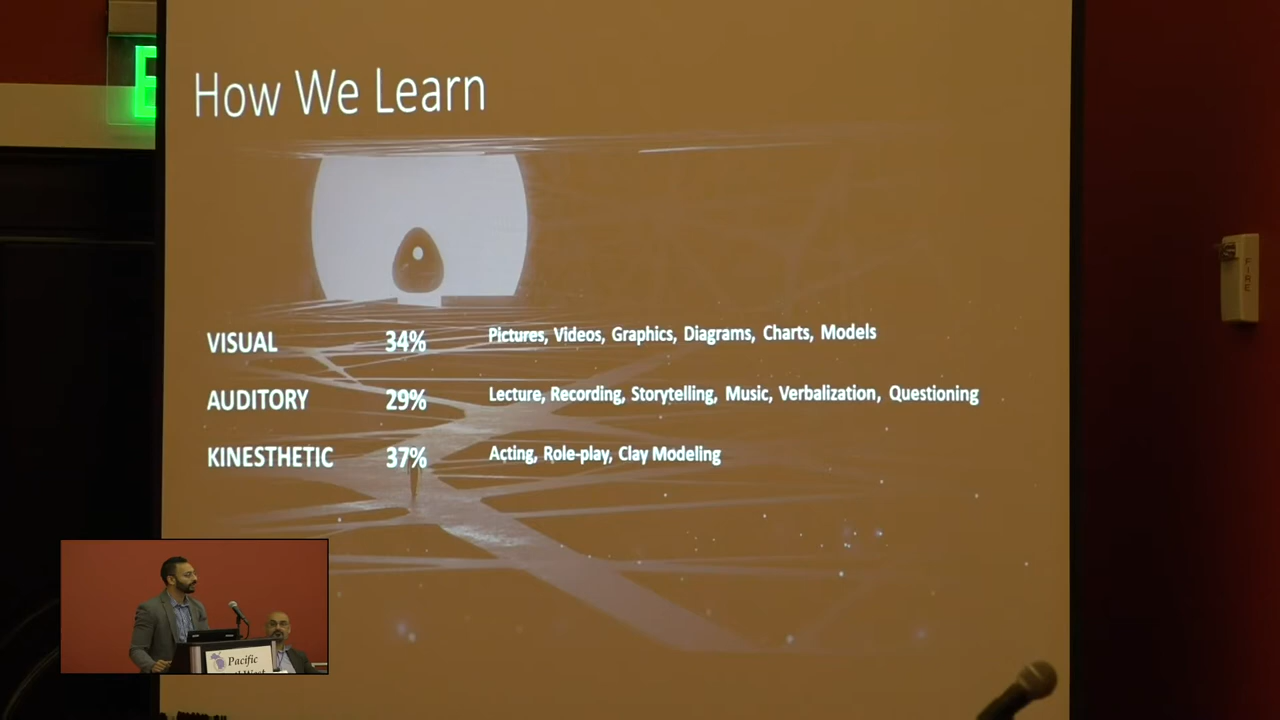 How We Learn
VISUAL 34% Pictures, Videos, Graphics, Diagrams, Charts, Models
AUDITORY 29% Lecture, Recording, Storytelling, Music, Verbalization, Questioning
KINESTHETIC 37% Acting, Role-play, Clay Modeling
FIRE
E
Pacific